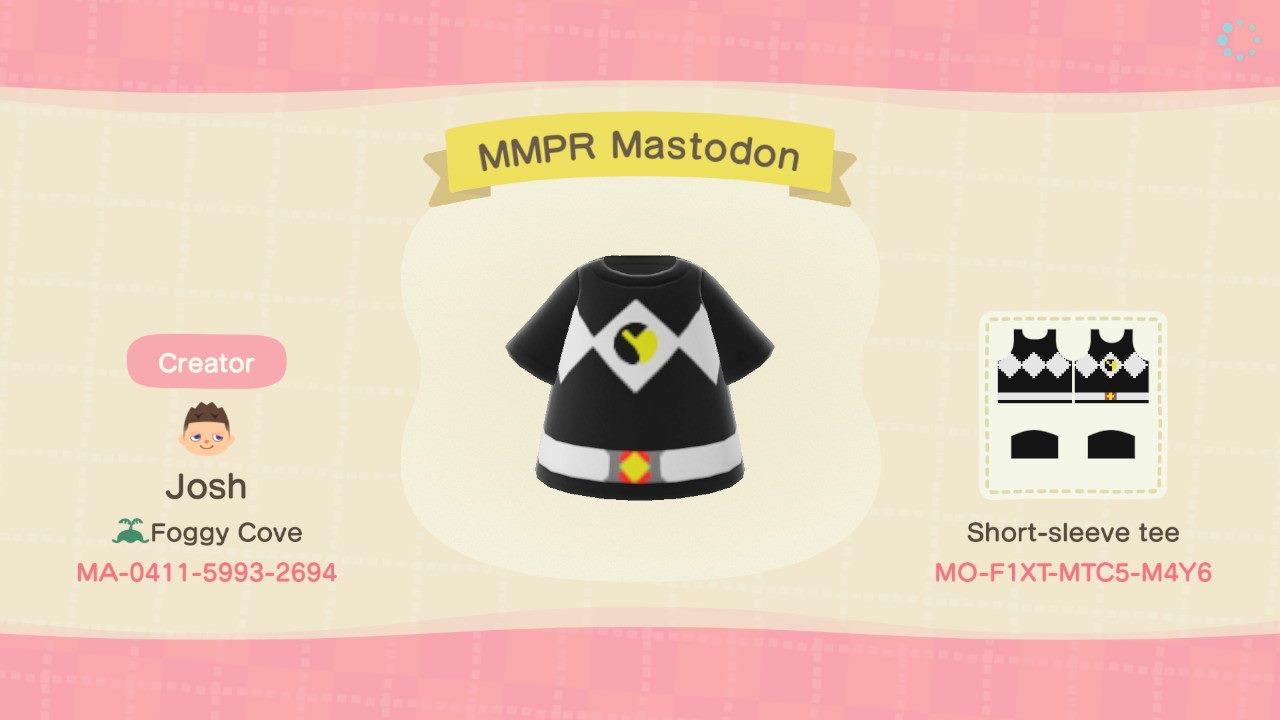 MMPR Mastodon
Creator
Josh
Foggy Cove
MA-0411-5993-2694
Short-sleeve tee
MO-F1XT-MTC5-M4Y6